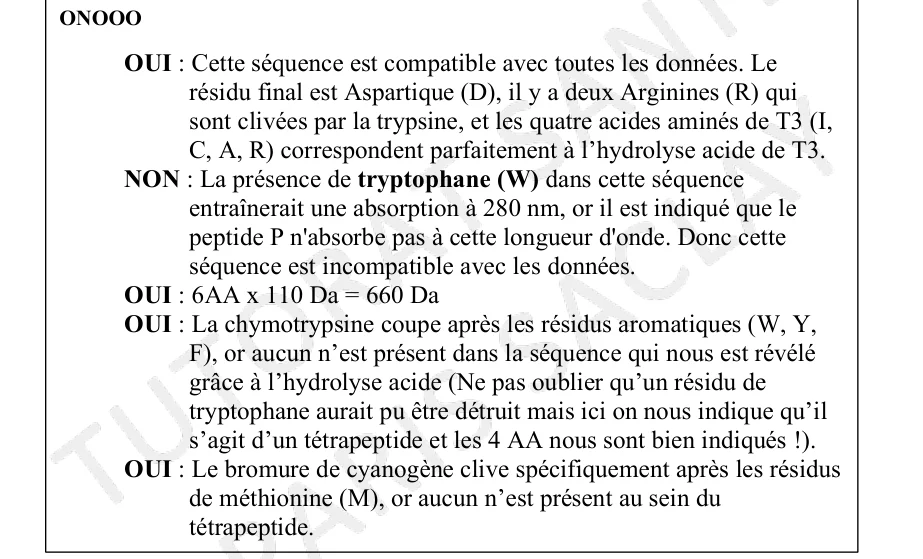 ONOOO
OUI : Cette séquence est compatible avec toutes les données. Le
résidu final est Aspartique (D), il y a deux Arginines (R) qui
sont clivées par la trypsine, et les quatre acides aminés de T3 (I,
C, A, R) correspondent parfaitement à l’hydrolyse acide de T3.
NON : La présence de tryptophane (W) dans cette séquence
entraînerait une absorption à 280 nm, or il est indiqué que le
peptide P n'absorbe pas à cette longueur d'onde. Donc cette
séquence est incompatible avec les données.
OUI : 6AA x 110 Da = 660 Da
OUI : La chymotrypsine coupe après les résidus aromatiques (W, Y,
F), or aucun n’est présent dans la séquence qui nous est révélé
grâce à l’hydrolyse acide (Ne pas oublier qu’un résidu de
tryptophane aurait pu être détruit mais ici on nous indique qu’il
s’agit d’un tétrapeptide et les 4 AA nous sont bien indiqués !).
OUI : Le bromure de cyanogène clive spécifiquement après les résidus
de méthionine (M), or aucun n’est présent au sein du
tétrapeptide.
TUTORAT SANTÉ
PARIS SACLAY